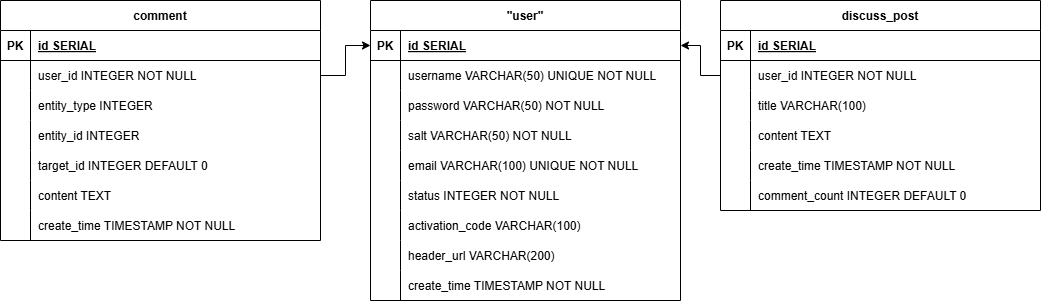 comment
PK id SERIAL
user_id INTEGER NOT NULL
entity_type INTEGER
entity_id INTEGER
target_id INTEGER DEFAULT 0
content TEXT
create_time TIMESTAMP NOT NULL
"user"
PK id SERIAL
username VARCHAR(50) UNIQUE NOT NULL
password VARCHAR(50) NOT NULL
salt VARCHAR(50) NOT NULL
email VARCHAR(100) UNIQUE NOT NULL
status INTEGER NOT NULL
activation_code VARCHAR(100)
header_url VARCHAR(200)
create_time TIMESTAMP NOT NULL
discuss_post
PK id SERIAL
user_id INTEGER NOT NULL
title VARCHAR(100)
content TEXT
create_time TIMESTAMP NOT NULL
comment_count INTEGER DEFAULT 0